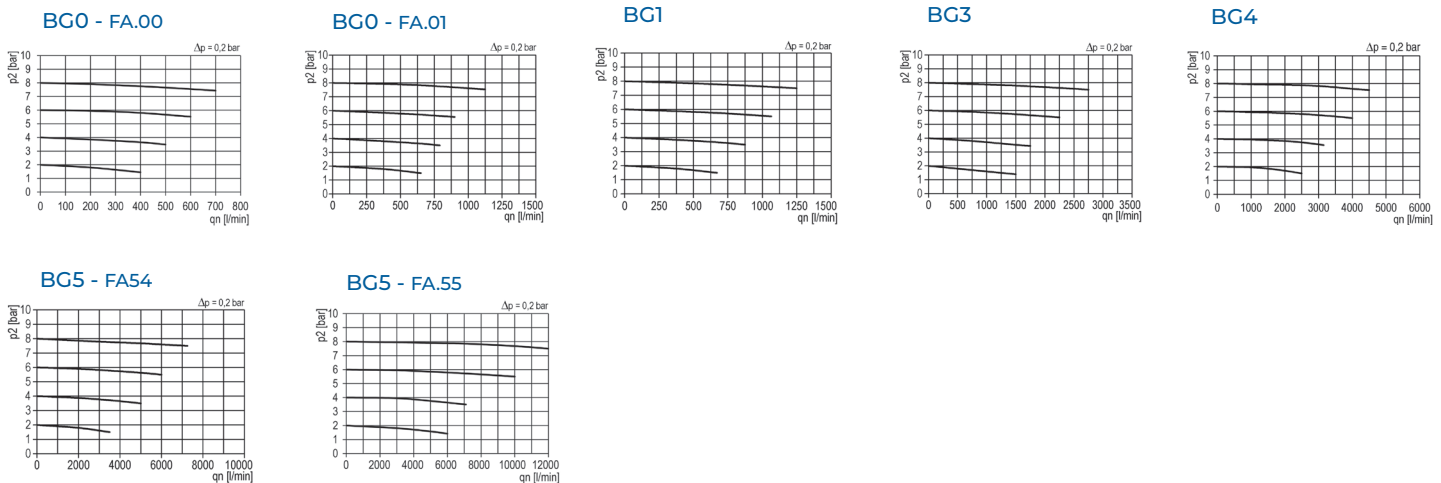 BG0 - FA.00
Δp = 0,2 bar
p2 [bar]
10
9
8
7
6
5
4
3
2
1
0
0 100 200 300 400 500 600 700 800
qn [l/min]
BG0 - FA.01
Δp = 0,2 bar
p2 [bar]
10
9
8
7
6
5
4
3
2
1
0
0 250 500 750 1000 1250 1500
qn [l/min]
BG1
Δp = 0,2 bar
p2 [bar]
10
9
8
7
6
5
4
3
2
1
0
0 250 500 750 1000 1250 1500
qn [l/min]
BG3
Δp = 0,2 bar
p2 [bar]
10
9
8
7
6
5
4
3
2
1
0
0 500 1000 1500 2000 2500 3000 3500
qn [l/min]
BG4
Δp = 0,2 bar
p2 [bar]
10
9
8
7
6
5
4
3
2
1
0
0 1000 2000 3000 4000 5000 6000
qn [l/min]
BG5 - FA54
Δp = 0,2 bar
p2 [bar]
10
9
8
7
6
5
4
3
2
1
0
0 2000 4000 6000 8000 10000
qn [l/min]
BG5 - FA.55
Δp = 0,2 bar
p2 [bar]
10
9
8
7
6
5
4
3
2
1
0
0 2000 4000 6000 8000 10000 12000
qn [l/min]